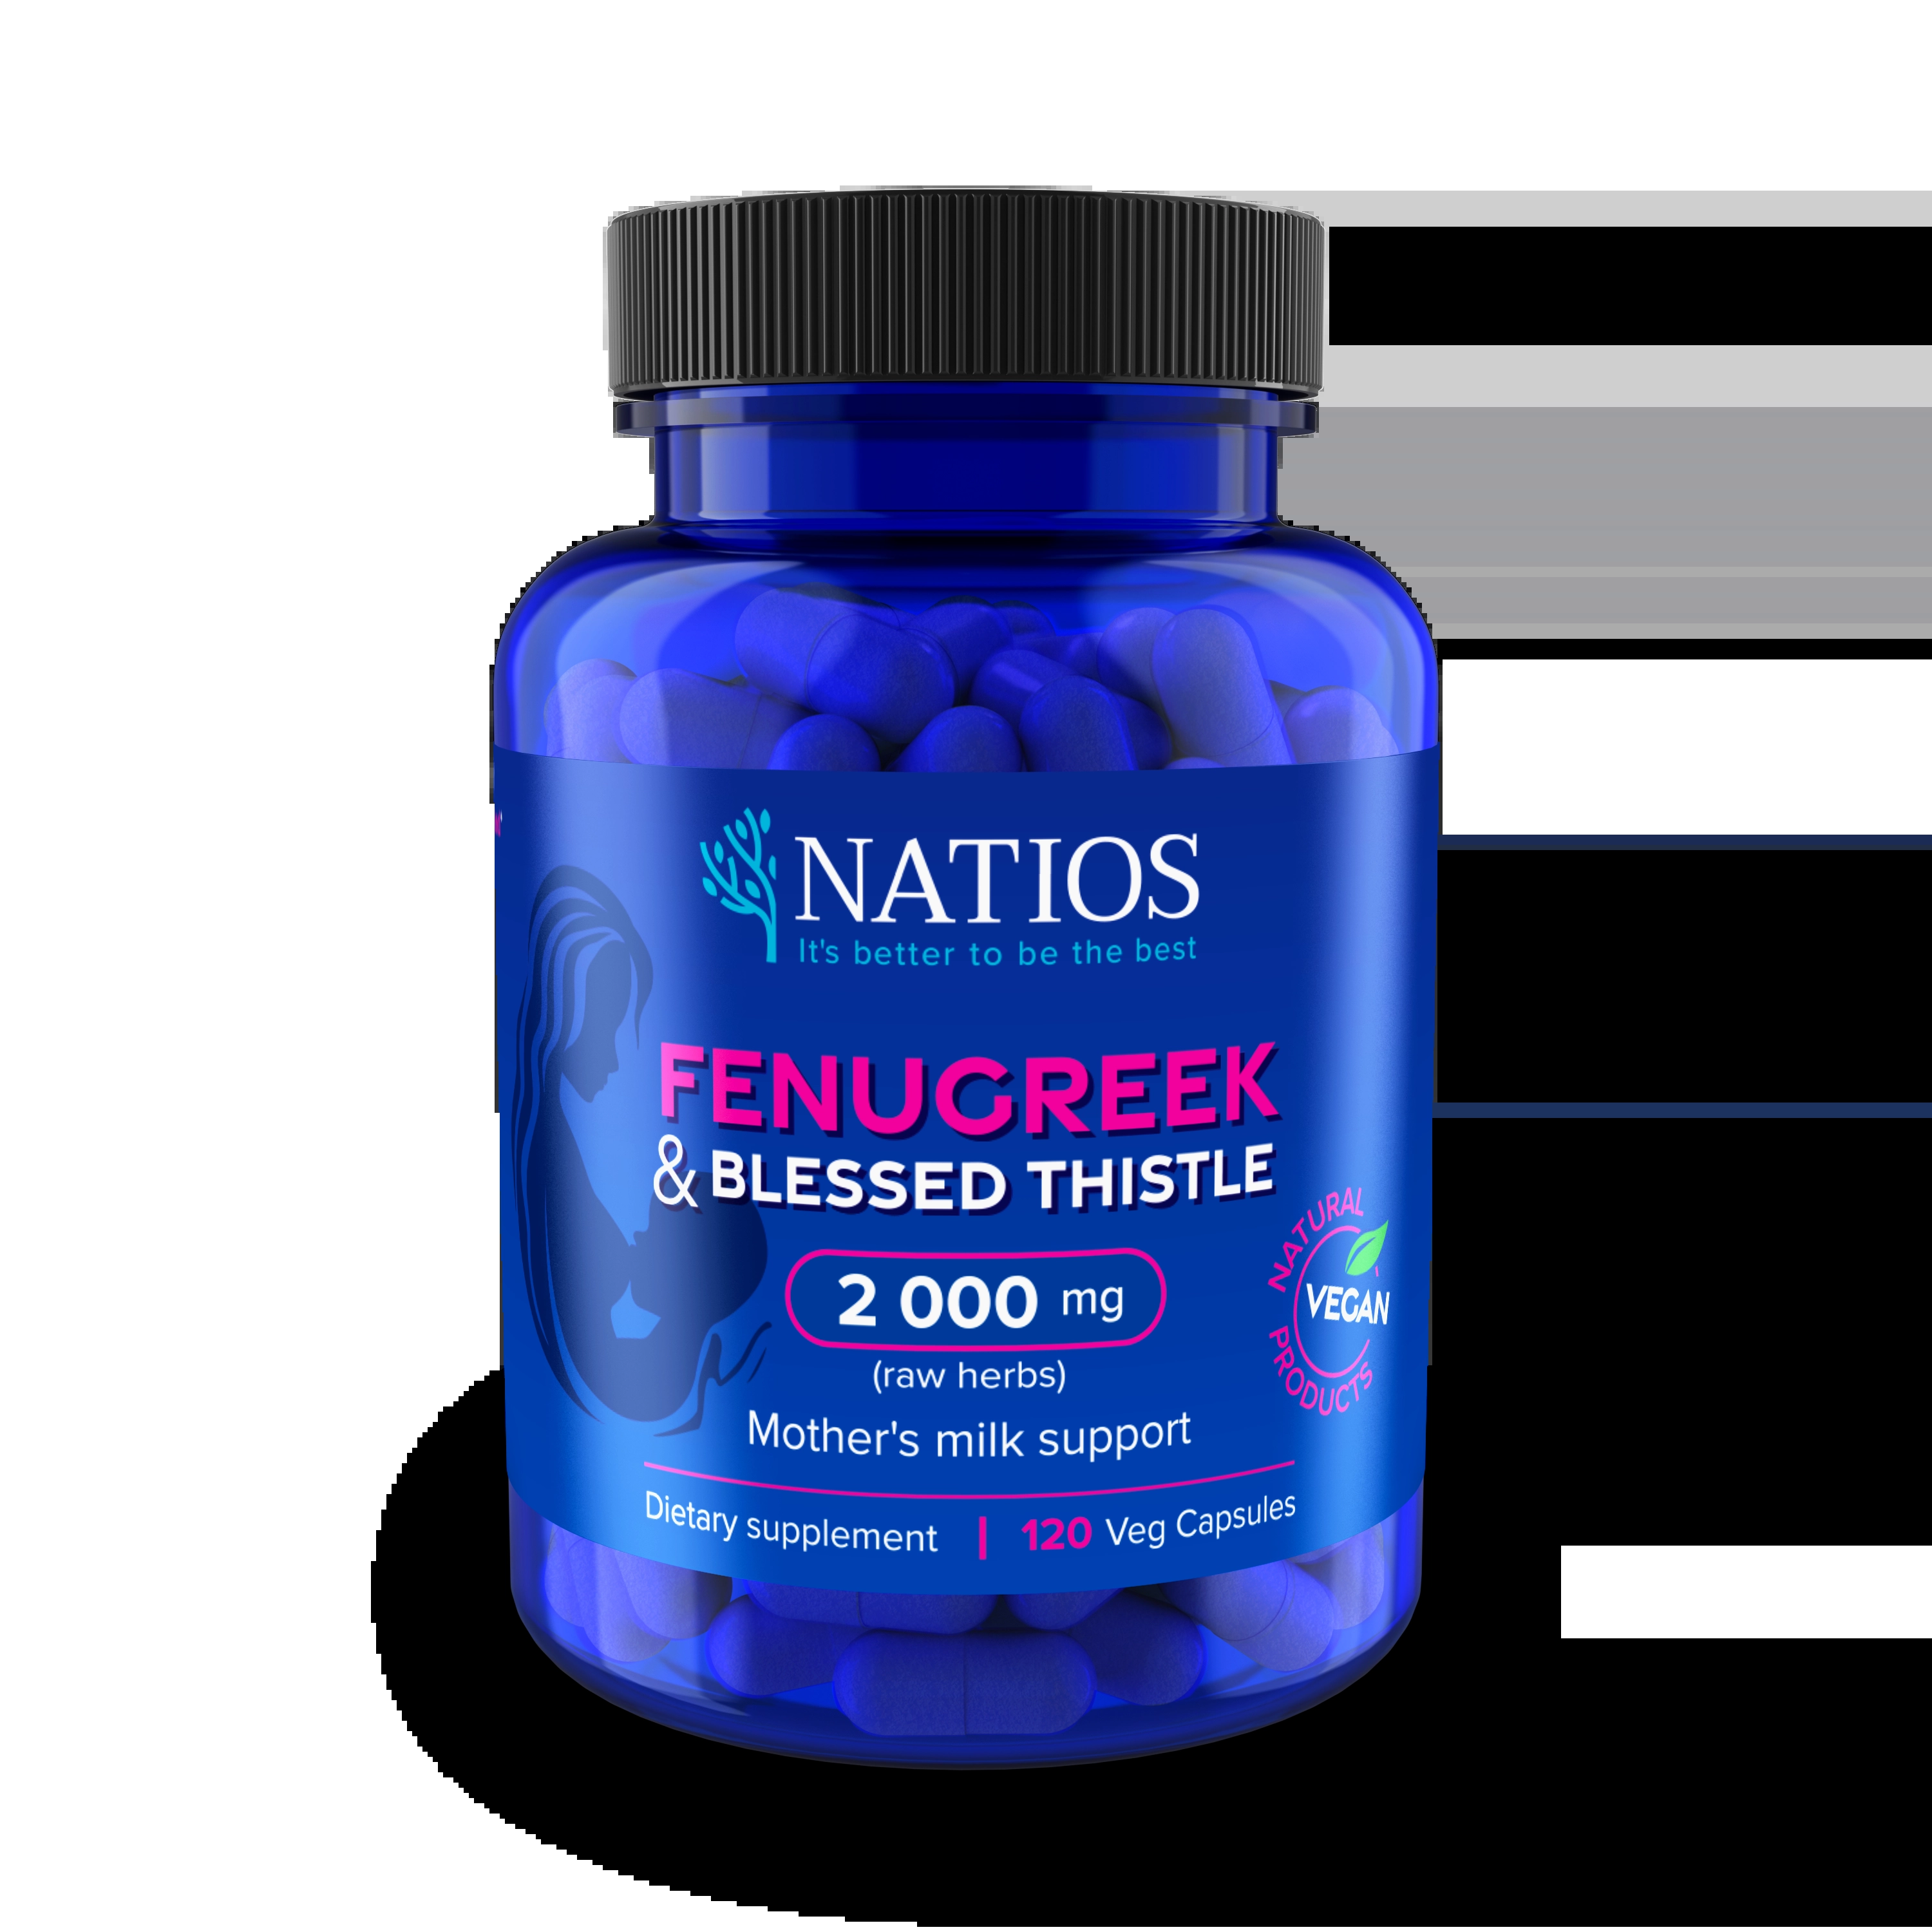 NATIOS
It's better to be the best
FENUGREEK
& BLESSED THISTLE
2 000 mg
(raw herbs)
NATURAL
VEGAN
PRODUCTS
Mother's milk support
Dietary supplement | 120 Veg Capsules